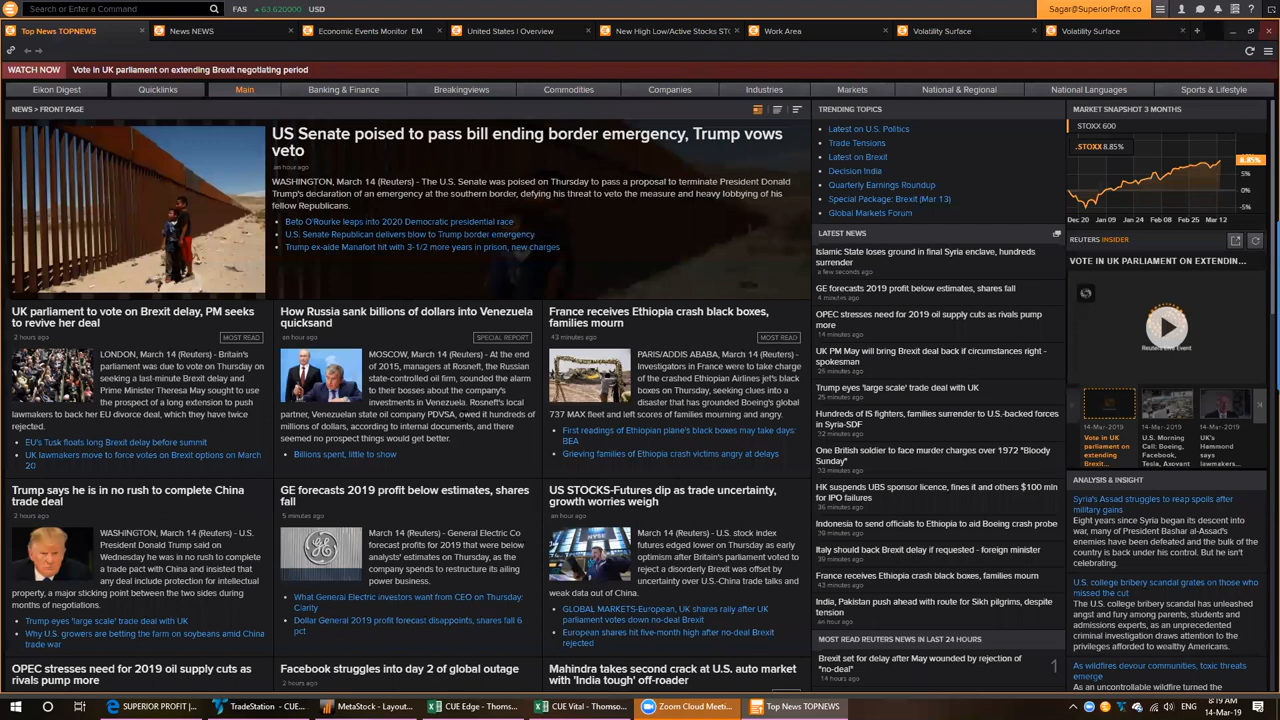 Search or Enter a Command
FAS ▲ 63.620000 USD
Sagar@SuperiorProfit.co
Top News TOPNEWS
News NEWS
Economic Events Monitor EM
United States | Overview
New High Low/Active Stocks STO
Work Area
Volatility Surface
Volatility Surface
WATCH NOW Vote in UK parliament on extending Brexit negotiating period
Eikon Digest
Quicklinks
Main
Banking & Finance
Breakingviews
Commodities
Companies
Industries
Markets
National & Regional
National Languages
Sports & Lifestyle
NEWS > FRONT PAGE
US Senate poised to pass bill ending border emergency, Trump vows
veto
an hour ago
WASHINGTON, March 14 (Reuters) - The U.S. Senate was poised on Thursday to pass a proposal to terminate President Donald
Trump's declaration of an emergency at the southern border, defying his threat to veto the measure and heavy lobbying of his
fellow Republicans.
Beto O'Rourke leaps into 2020 Democratic presidential race
U.S. Senate Republican delivers blow to Trump border emergency
Trump ex-aide Manafort hit with 3-1/2 more years in prison, new charges
UK parliament to vote on Brexit delay, PM seeks
to revive her deal
2 hours ago
MOST READ
LONDON, March 14 (Reuters) - Britain's
parliament was due to vote on Thursday on
seeking a last-minute Brexit delay and
Prime Minister Theresa May sought to use
the prospect of a long extension to push
lawmakers to back her EU divorce deal, which they have twice
rejected.
EU's Tusk floats long Brexit delay before summit
UK lawmakers move to force votes on Brexit options on March
20
How Russia sank billions of dollars into Venezuela
quicksand
an hour ago
SPECIAL REPORT
MOSCOW, March 14 (Reuters) - At the end
of 2015, managers at Rosneft, the Russian
state-controlled oil firm, sounded the alarm
to their bosses about the company's
investments in Venezuela. Rosneft's joint
partner, Venezuelan state oil company PDVSA, owed it hundreds of
millions of dollars, according to internal documents, and there
seemed no prospect things would get better.
Billions spent, little to show
France receives Ethiopia crash black boxes,
families mourn
43 minutes ago
MOST READ
PARIS/ADDIS ABABA, March 14 (Reuters) -
Investigators in France were to take charge
of the crashed Ethiopian Airlines jet's black
boxes on Thursday, seeking clues into a
disaster that has grounded Boeing's global
737 MAX fleet and left scores of families mourning and angry.
First readings of Ethiopian plane's black boxes may take days:
BEA
Grieving families of Ethiopia crash victims angry at delays
Trump says he is in no rush to complete China
trade deal
2 hours ago
WASHINGTON, March 14 (Reuters) - U.S.
President Donald Trump said on
Wednesday he was in no rush to complete
a trade pact with China and insisted that
any deal include protection for intellectual
property, a major sticking point between the two sides during
months of negotiations.
Trump eyes 'large scale' trade deal with UK
Why U.S. growers are betting the farm on soybeans amid China
trade war
GE forecasts 2019 profit below estimates, shares
fall
5 minutes ago
March 14 (Reuters) - General Electric Co
forecast profits for 2019 that were below
analysts' estimates on Thursday, as the
company spends to restructure its ailing
power business.
What General Electric investors want from CEO on Thursday:
Clarity
Dollar General 2019 profit forecast disappoints, shares fall 6
pct
US STOCKS-Futures dip as trade uncertainty,
growth worries weigh
an hour ago
March 14 (Reuters) - U.S. stock index
futures edged lower on Thursday as early
optimism after Britain's parliament voted to
reject a disorderly Brexit was offset by
uncertainty over U.S.-China trade talks and
weak data out of China.
GLOBAL MARKETS-European, UK shares rally after UK
parliament votes down no-deal Brexit
European shares hit five-month high after no-deal Brexit
rejected
OPEC stresses need for 2019 oil supply cuts as
rivals pump more
Facebook struggles into day 2 of global outage
2 hours ago
Mahindra takes second crack at U.S. auto market
with 'India tough' off-roader
TRENDING TOPICS
Latest on U.S. Politics
Trade Tensions
Latest on Brexit
Decision India
Quarterly Earnings Roundup
Special Package: Brexit (Mar 13)
Global Markets Forum
LATEST NEWS
Islamic State loses ground in final Syria enclave, hundreds
surrender
a few seconds ago
GE forecasts 2019 profit below estimates, shares fall
4 minutes ago
OPEC stresses need for 2019 oil supply cuts as rivals pump
more
14 minutes ago
UK PM May will bring Brexit deal back if circumstances right -
spokesman
25 minutes ago
Trump eyes 'large scale' trade deal with UK
25 minutes ago
Hundreds of IS fighters, families surrender to U.S.-backed forces
in Syria-SDF
32 minutes ago
One British soldier to face murder charges over 1972 "Bloody
Sunday"
33 minutes ago
HK suspends UBS sponsor licence, fines it and others $100 mln
for IPO failures
36 minutes ago
Indonesia to send officials to Ethiopia to aid Boeing crash probe
39 minutes ago
Italy should back Brexit delay if requested - foreign minister
39 minutes ago
France receives Ethiopia crash black boxes, families mourn
43 minutes ago
India, Pakistan push ahead with route for Sikh pilgrims, despite
tension
an hour ago
MOST READ REUTERS NEWS IN LAST 24 HOURS
Brexit set for delay after May wounded by rejection of
"no-deal"
14 hours ago
1
MARKET SNAPSHOT 3 MONTHS
STOXX 600
.STOXX 8.85%
8.85%
5%
0%
-5%
Dec 20 Jan 09 Jan 24 Feb 08 Feb 25 Mar 12
REUTERS INSIDER
VOTE IN UK PARLIAMENT ON EXTENDIN...
Reuters Live Event
14-Mar-2019
Vote in UK
parliament on
extending
Brexit...
14-Mar-2019
U.S. Morning
Call: Boeing,
Facebook,
Tesla, Axovant
14-Mar-2019
UK's
Hammond
says
lawmakers...
ANALYSIS & INSIGHT
Syria's Assad struggles to reap spoils after
military gains
Eight years since Syria began its descent into
war, many of President Bashar al-Assad's
enemies have been defeated and the bulk of
the country is back under his control. But he isn't
celebrating.
U.S. college bribery scandal grates on those who
missed the cut
The U.S. college bribery scandal has unleashed
angst and fury among parents, students and
admissions experts, as an unprecedented
criminal investigation draws attention to the
privileges afforded to wealthy Americans.
As wildfires devour communities, toxic threats
emerge
As an uncontrollable wildfire turned the
SUPERIOR PROFIT |...
TradeStation - CUE...
MetaStock - Layout...
CUE Edge - Thoms...
CUE Vital - Thomso...
Zoom Cloud Meeti...
Top News TOPNEWS
8:19 AM
14-Mar-19